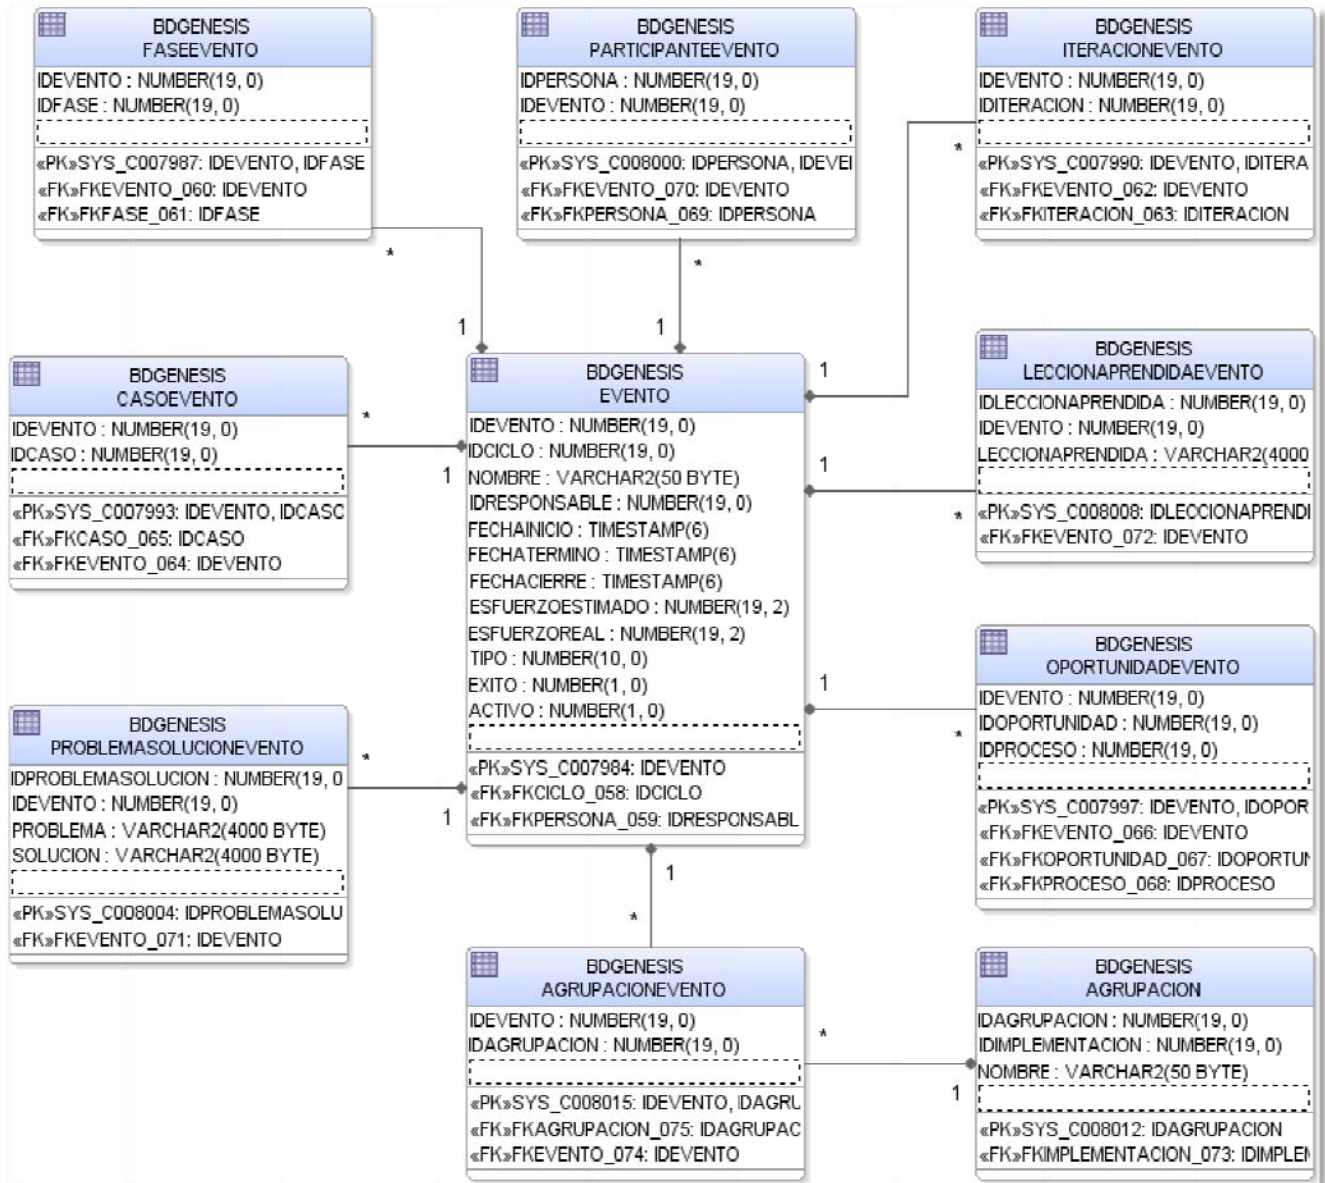 BDGENESIS
FASEEVENTO
IDEVENTO : NUMBER(19, 0)
IDFASE : NUMBER(19, 0)
«PK»SYS_C007987: IDEVENTO, IDFASE
«FK»FKEVENTO_060: IDEVENTO
«FK»FKFASE_061: IDFASE
*
1
BDGENESIS
PARTICIPANTEEVENTO
IDPERSONA : NUMBER(19, 0)
IDEVENTO : NUMBER(19, 0)
«PK»SYS_C008000: IDPERSONA, IDEVE
«FK»FKEVENTO_070: IDEVENTO
«FK»FKPERSONA_069: IDPERSONA
*
1
BDGENESIS
ITERACIONEVENTO
IDEVENTO : NUMBER(19, 0)
IDITERACION : NUMBER(19, 0)
«PK»SYS_C007990: IDEVENTO, IDITERA
«FK»FKEVENTO_062: IDEVENTO
«FK»FKITERACION_063: IDITERACION
*
1
BDGENESIS
CASOEVENTO
IDEVENTO : NUMBER(19, 0)
IDCASO : NUMBER(19, 0)
«PK»SYS_C007993: IDEVENTO, IDCASO
«FK»FKCASO_065: IDCASO
«FK»FKEVENTO_064: IDEVENTO
*
1
BDGENESIS
EVENTO
IDEVENTO : NUMBER(19, 0)
IDCICLO : NUMBER(19, 0)
NOMBRE : VARCHAR2(50 BYTE)
IDRESPONSABLE : NUMBER(19, 0)
FECHAINICIO : TIMESTAMP(6)
FECHATERMINO : TIMESTAMP(6)
FECHACIERRE : TIMESTAMP(6)
ESFUERZOESTIMADO : NUMBER(19, 2)
ESFUERZOREAL : NUMBER(19, 2)
TIPO : NUMBER(10, 0)
EXITO : NUMBER(1, 0)
ACTIVO : NUMBER(1, 0)
«PK»SYS_C007984: IDEVENTO
«FK»FKCICLO_058: IDCICLO
«FK»FKPERSONA_059: IDRESPONSABL
BDGENESIS
LECCIONAPRENDIDAEVENTO
IDLECCIONAPRENDIDA : NUMBER(19, 0)
IDEVENTO : NUMBER(19, 0)
LECCIONAPRENDIDA : VARCHAR2(4000
«PK»SYS_C008008: IDLECCIONAPRENDI
«FK»FKEVENTO_072: IDEVENTO
1
*
BDGENESIS
OPORTUNIDADEVENTO
IDEVENTO : NUMBER(19, 0)
IDOPORTUNIDAD : NUMBER(19, 0)
IDPROCESO : NUMBER(19, 0)
«PK»SYS_C007997: IDEVENTO, IDOPOR
«FK»FKEVENTO_066: IDEVENTO
«FK»FKOPORTUNIDAD_067: IDOPORTUN
«FK»FKPROCESO_068: IDPROCESO
1
*
BDGENESIS
PROBLEMASOLUCIONEVENTO
IDPROBLEMASOLUCION : NUMBER(19, 0
IDEVENTO : NUMBER(19, 0)
PROBLEMA : VARCHAR2(4000 BYTE)
SOLUCION : VARCHAR2(4000 BYTE)
«PK»SYS_C008004: IDPROBLEMASOLU
«FK»FKEVENTO_071: IDEVENTO
*
1
1
*
BDGENESIS
AGRUPACIONEVENTO
IDEVENTO : NUMBER(19, 0)
IDAGRUPACION : NUMBER(19, 0)
«PK»SYS_C008015: IDEVENTO, IDAGRU
«FK»FKAGRUPACION_075: IDAGRUPAC
«FK»FKEVENTO_074: IDEVENTO
*
1
BDGENESIS
AGRUPACION
IDAGRUPACION : NUMBER(19, 0)
IDIMPLEMENTACION : NUMBER(19, 0)
NOMBRE : VARCHAR2(50 BYTE)
«PK»SYS_C008012: IDAGRUPACION
«FK»FKIMPLEMENTACION_073: IDIMPLEM